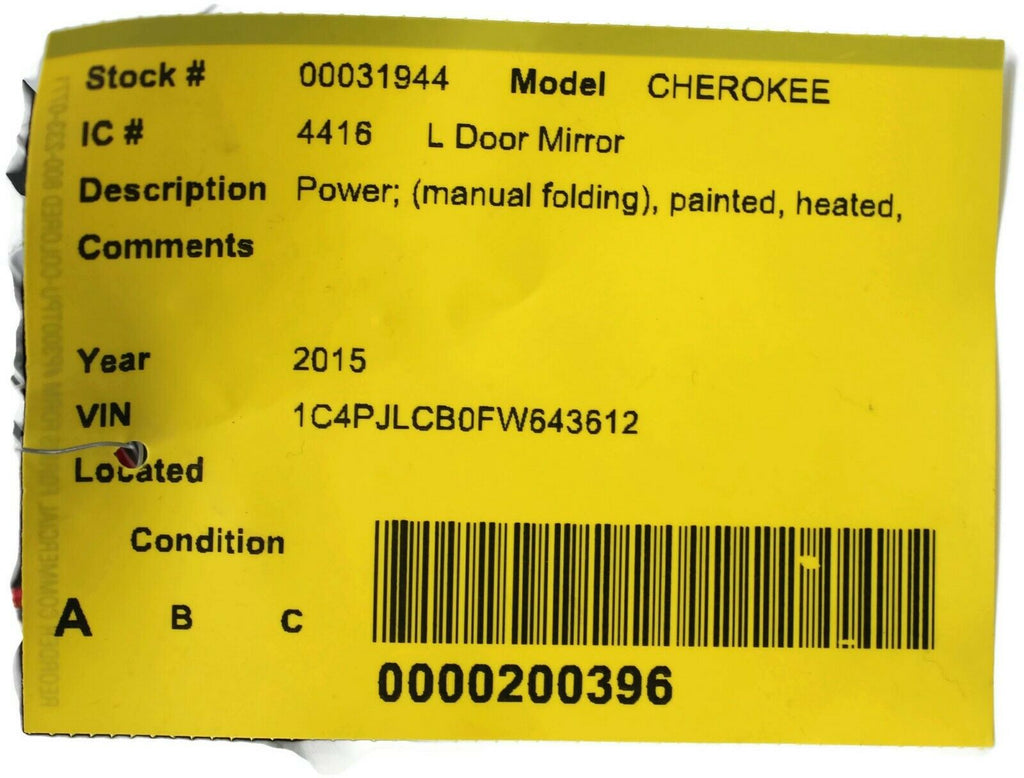 Stock # 00031944 Model CHEROKEE
IC # 4416 L Door Mirror
Description Power; (manual folding), painted, heated,
Comments
Year 2015
VIN 1C4PJLCB0FW643612
Located
Condition
A B C
0000200396